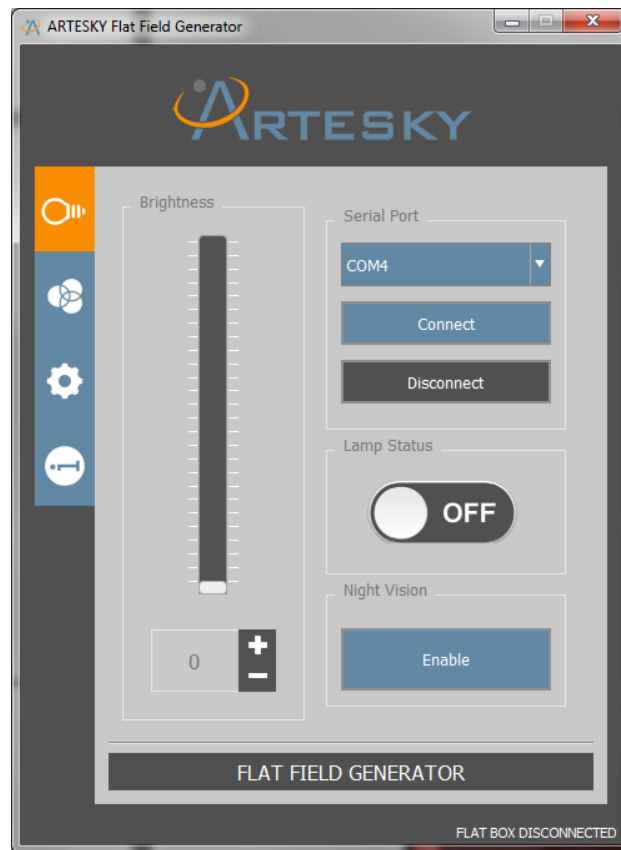 ARTESKY Flat Field Generator
ARTESKY
Brightness
0
Serial Port
COM4
Connect
Disconnect
Lamp Status
OFF
Night Vision
Enable
FLAT FIELD GENERATOR
FLAT BOX DISCONNECTED